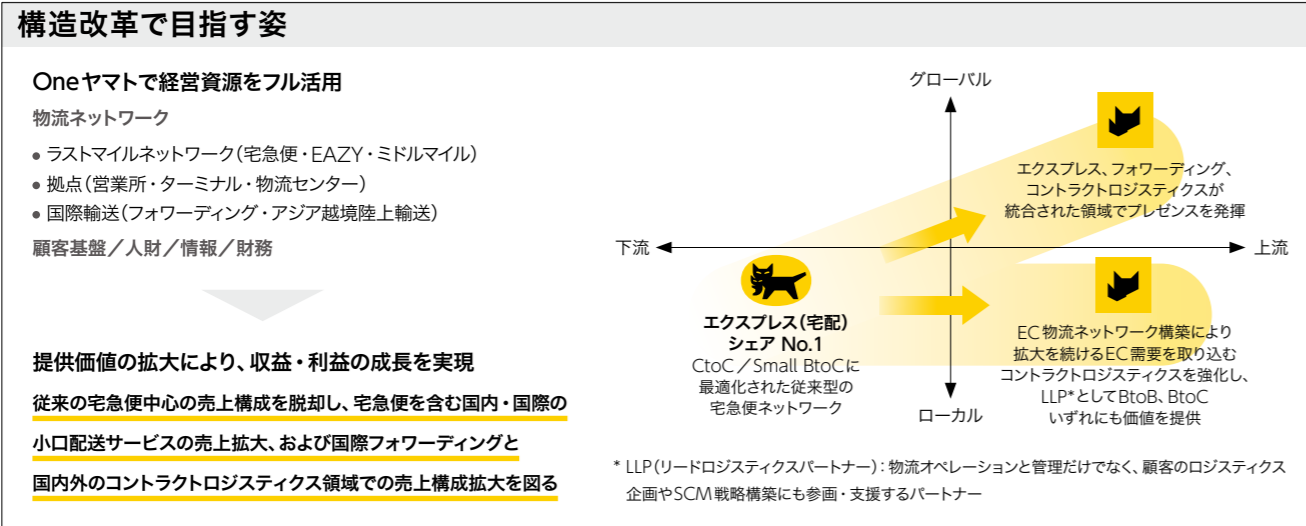 構造改革で目指す姿
Oneヤマトで経営資源をフル活用
物流ネットワーク
● ラストマイルネットワーク(宅急便・EAZY・ミドルマイル)
● 拠点(営業所・ターミナル・物流センター)
● 国際輸送(フォワーディング・アジア越境陸上輸送)
顧客基盤/人財/情報/財務
提供価値の拡大により、収益・利益の成長を実現
従来の宅急便中心の売上構成を脱却し、宅急便を含む国内・国際の
小口配送サービスの売上拡大、および国際フォワーディングと
国内外のコントラクトロジスティクス領域での売上構成拡大を図る
グローバル
エクスプレス、フォワーディング、
コントラクトロジスティクスが
統合された領域でプレゼンスを発揮
下流
上流
エクスプレス(宅配)
シェア No.1
CtoC/Small BtoCに
最適化された従来型の
宅急便ネットワーク
EC物流ネットワーク構築により
拡大を続けるEC需要を取り込む
コントラクトロジスティクスを強化し、
LLP*としてBtoB、BtoC
いずれにも価値を提供
ローカル
* LLP(リードロジスティクスパートナー):物流オペレーションと管理だけでなく、顧客のロジスティクス
企画やSCM戦略構築にも参画・支援するパートナー